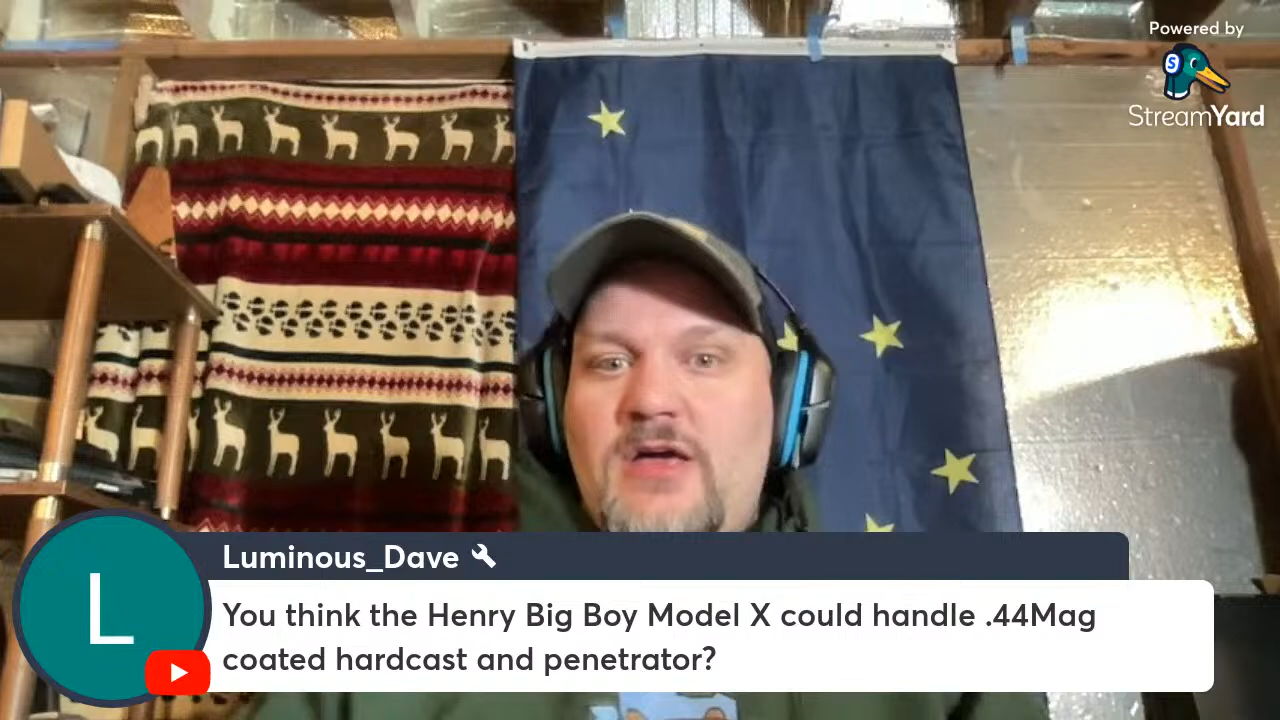 Powered by
S
StreamYard
Luminous_Dave
L
You think the Henry Big Boy Model X could handle .44Mag
coated hardcast and penetrator?